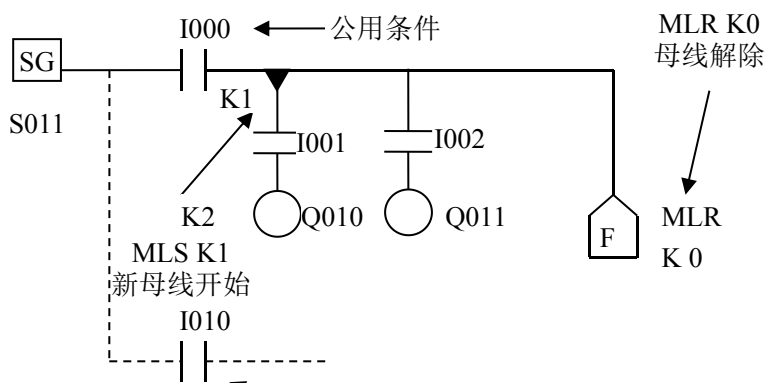 I000
公用条件
MLR K0
母线解除
SG
S011
K1
I001
I002
K2
Q010
Q011
F
MLR
K 0
MLS K1
新母线开始
I010